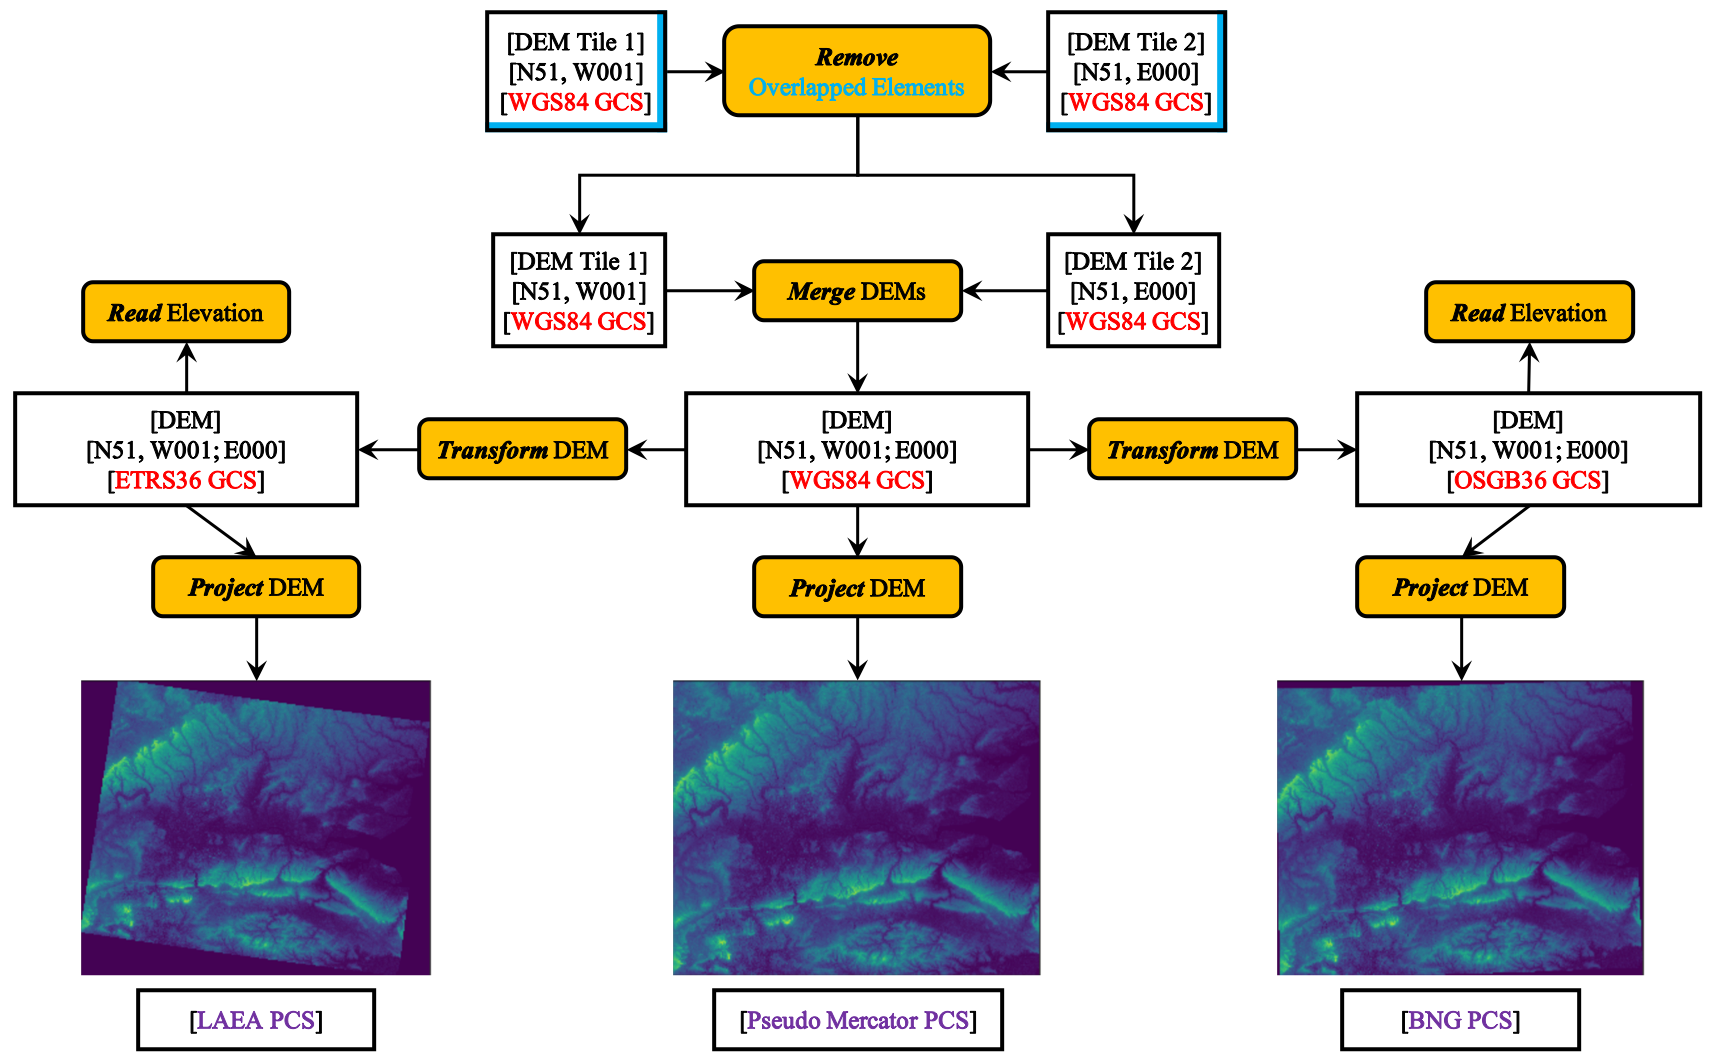 [DEM Tile 1]
[N51, W001]
[WGS84 GCS]
Remove
Overlapped Elements
[DEM Tile 2]
[N51, E000]
[WGS84 GCS]
[DEM Tile 1]
[N51, W001]
[WGS84 GCS]
Merge DEMs
[DEM Tile 2]
[N51, E000]
[WGS84 GCS]
Read Elevation
Read Elevation
[DEM]
[N51, W001; E000]
[ETRS36 GCS]
Transform DEM
[DEM]
[N51, W001; E000]
[WGS84 GCS]
Transform DEM
[DEM]
[N51, W001; E000]
[OSGB36 GCS]
Project DEM
Project DEM
Project DEM
[LAEA PCS]
[Pseudo Mercator PCS]
[BNG PCS]